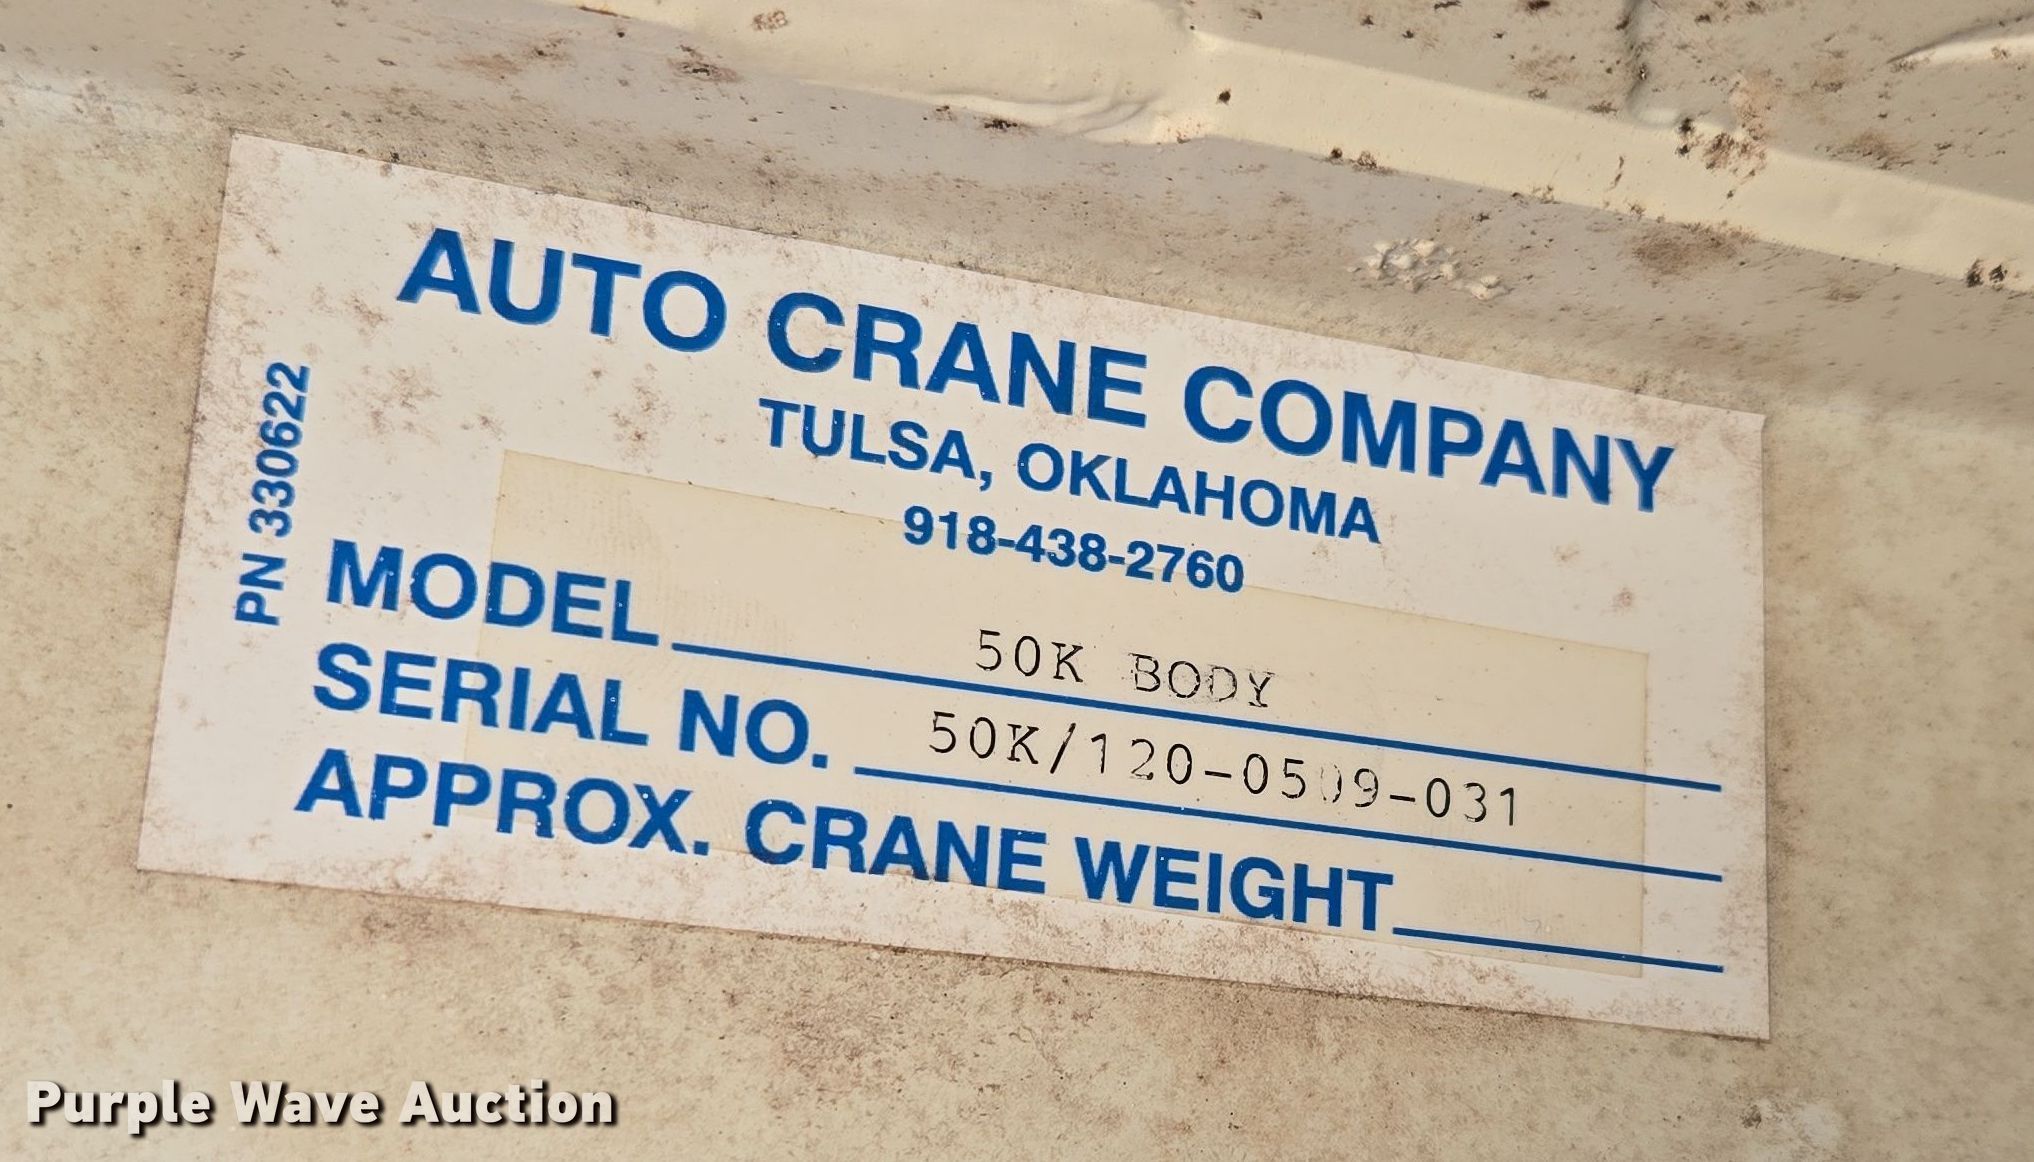 AUTO CRANE COMPANY
TULSA, OKLAHOMA
918-438-2760
PN 330622
MODEL 50K BODY
SERIAL NO. 50K/120-0509-031
APPROX. CRANE WEIGHT
Purple Wave Auction